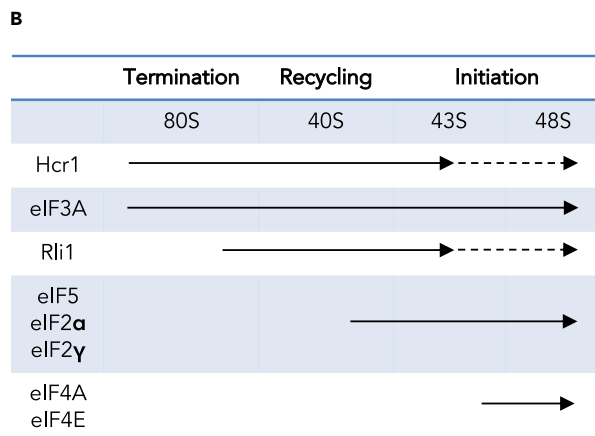 B
Termination Recycling Initiation
80S 40S 43S 48S
Hcr1
eIF3A
Rli1
eIF5
eIF2α
eIF2γ
eIF4A
eIF4E